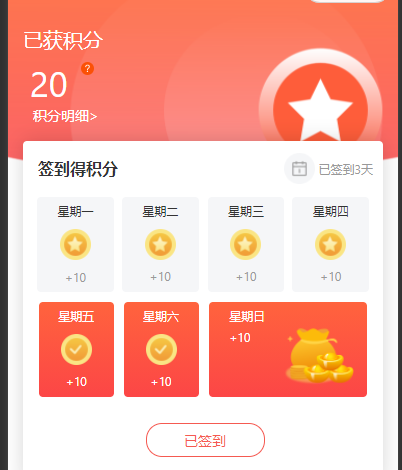 已获积分
20 ?
积分明细>
签到得积分 已签到3天
星期一 星期二 星期三 星期四
+10 +10 +10 +10
星期五 星期六 星期日
+10 +10 +10
已签到